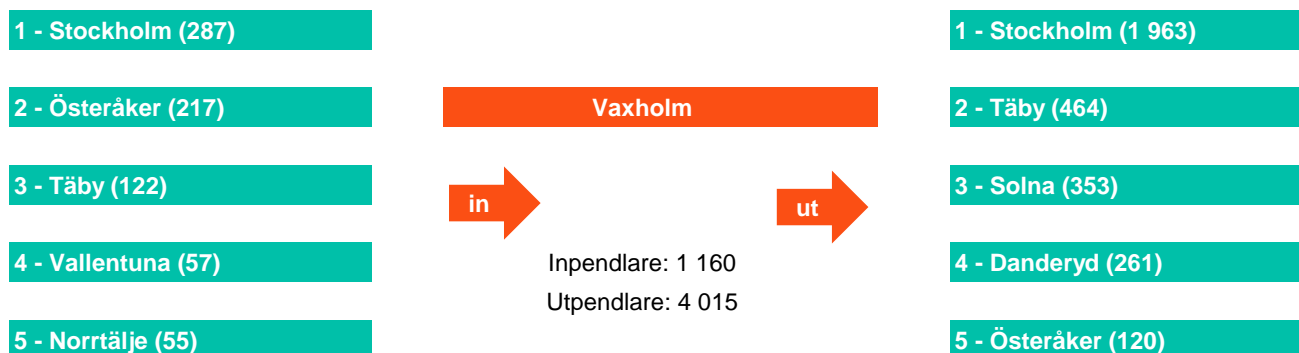 1 - Stockholm (287)
2 - Österåker (217)
3 - Täby (122)
4 - Vallentuna (57)
5 - Norrtälje (55)
Vaxholm
in
ut
Inpendlare: 1 160
Utpendlare: 4 015
1 - Stockholm (1 963)
2 - Täby (464)
3 - Solna (353)
4 - Danderyd (261)
5 - Österåker (120)